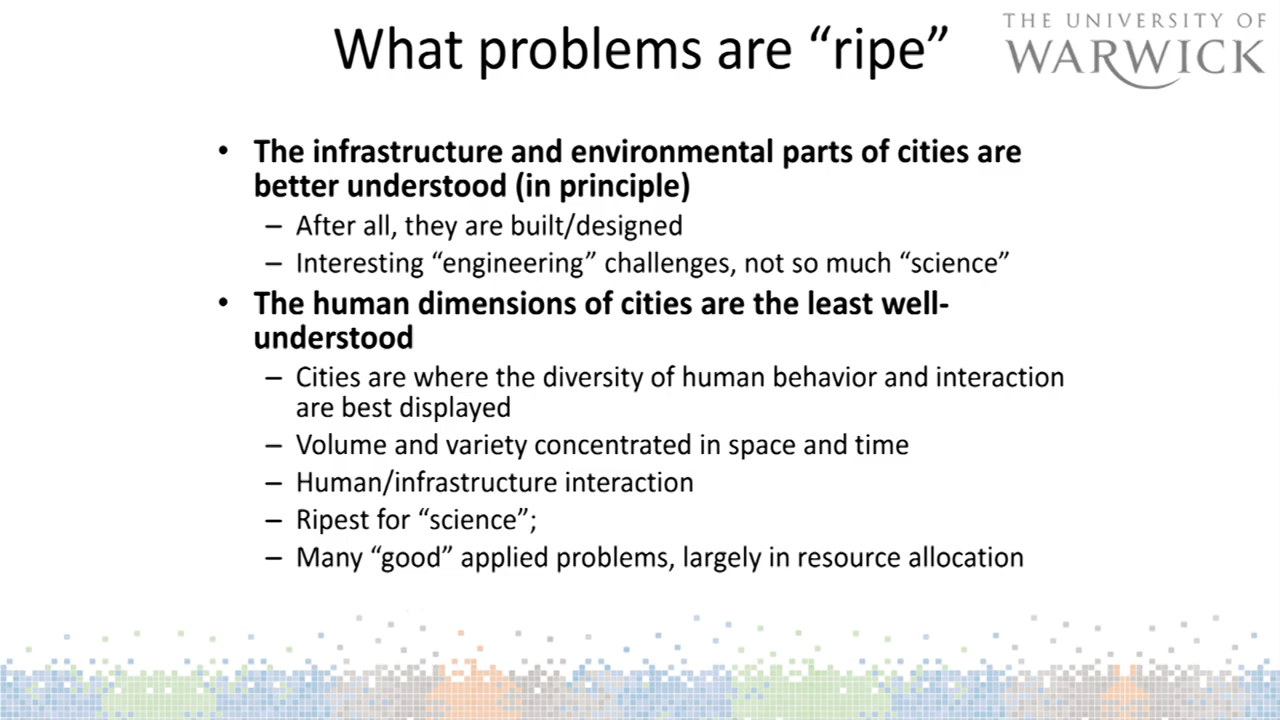 What problems are “ripe”
THE UNIVERSITY OF
WARWICK
• The infrastructure and environmental parts of cities are
better understood (in principle)
– After all, they are built/designed
– Interesting “engineering” challenges, not so much “science”
• The human dimensions of cities are the least well-
understood
– Cities are where the diversity of human behavior and interaction
are best displayed
– Volume and variety concentrated in space and time
– Human/infrastructure interaction
– Ripest for “science”;
– Many “good” applied problems, largely in resource allocation